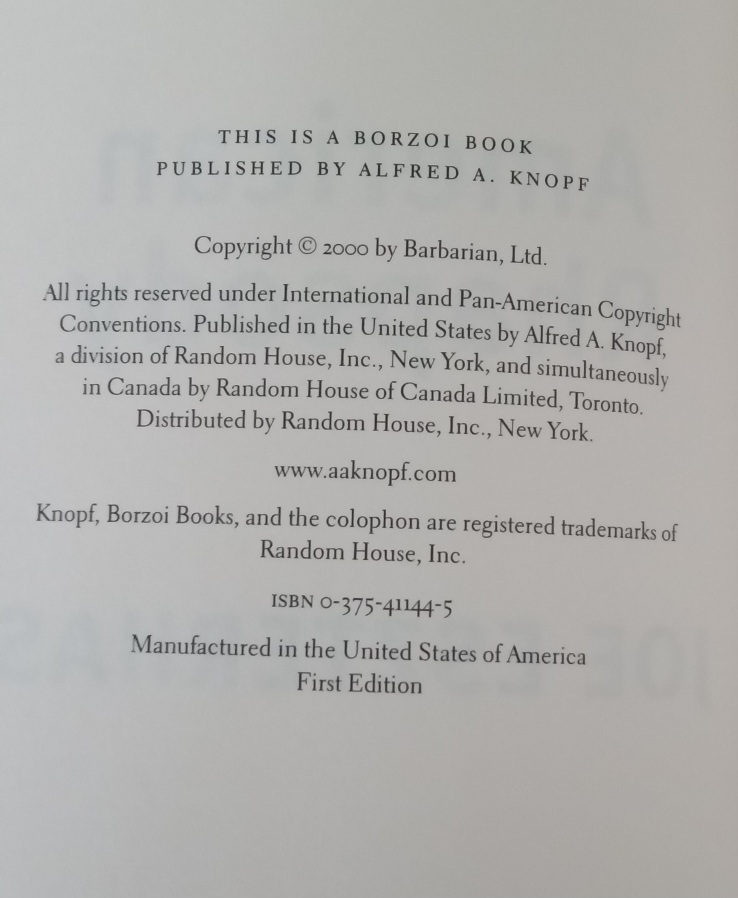 THIS IS A BORZOI BOOK
PUBLISHED BY ALFRED A. KNOPF
Copyright © 2000 by Barbarian, Ltd.
All rights reserved under International and Pan-American Copyright
Conventions. Published in the United States by Alfred A. Knopf,
a division of Random House, Inc., New York, and simultaneously
in Canada by Random House of Canada Limited, Toronto.
Distributed by Random House, Inc., New York.
www.aaknopf.com
Knopf, Borzoi Books, and the colophon are registered trademarks of
Random House, Inc.
ISBN 0-375-41144-5
Manufactured in the United States of America
First Edition